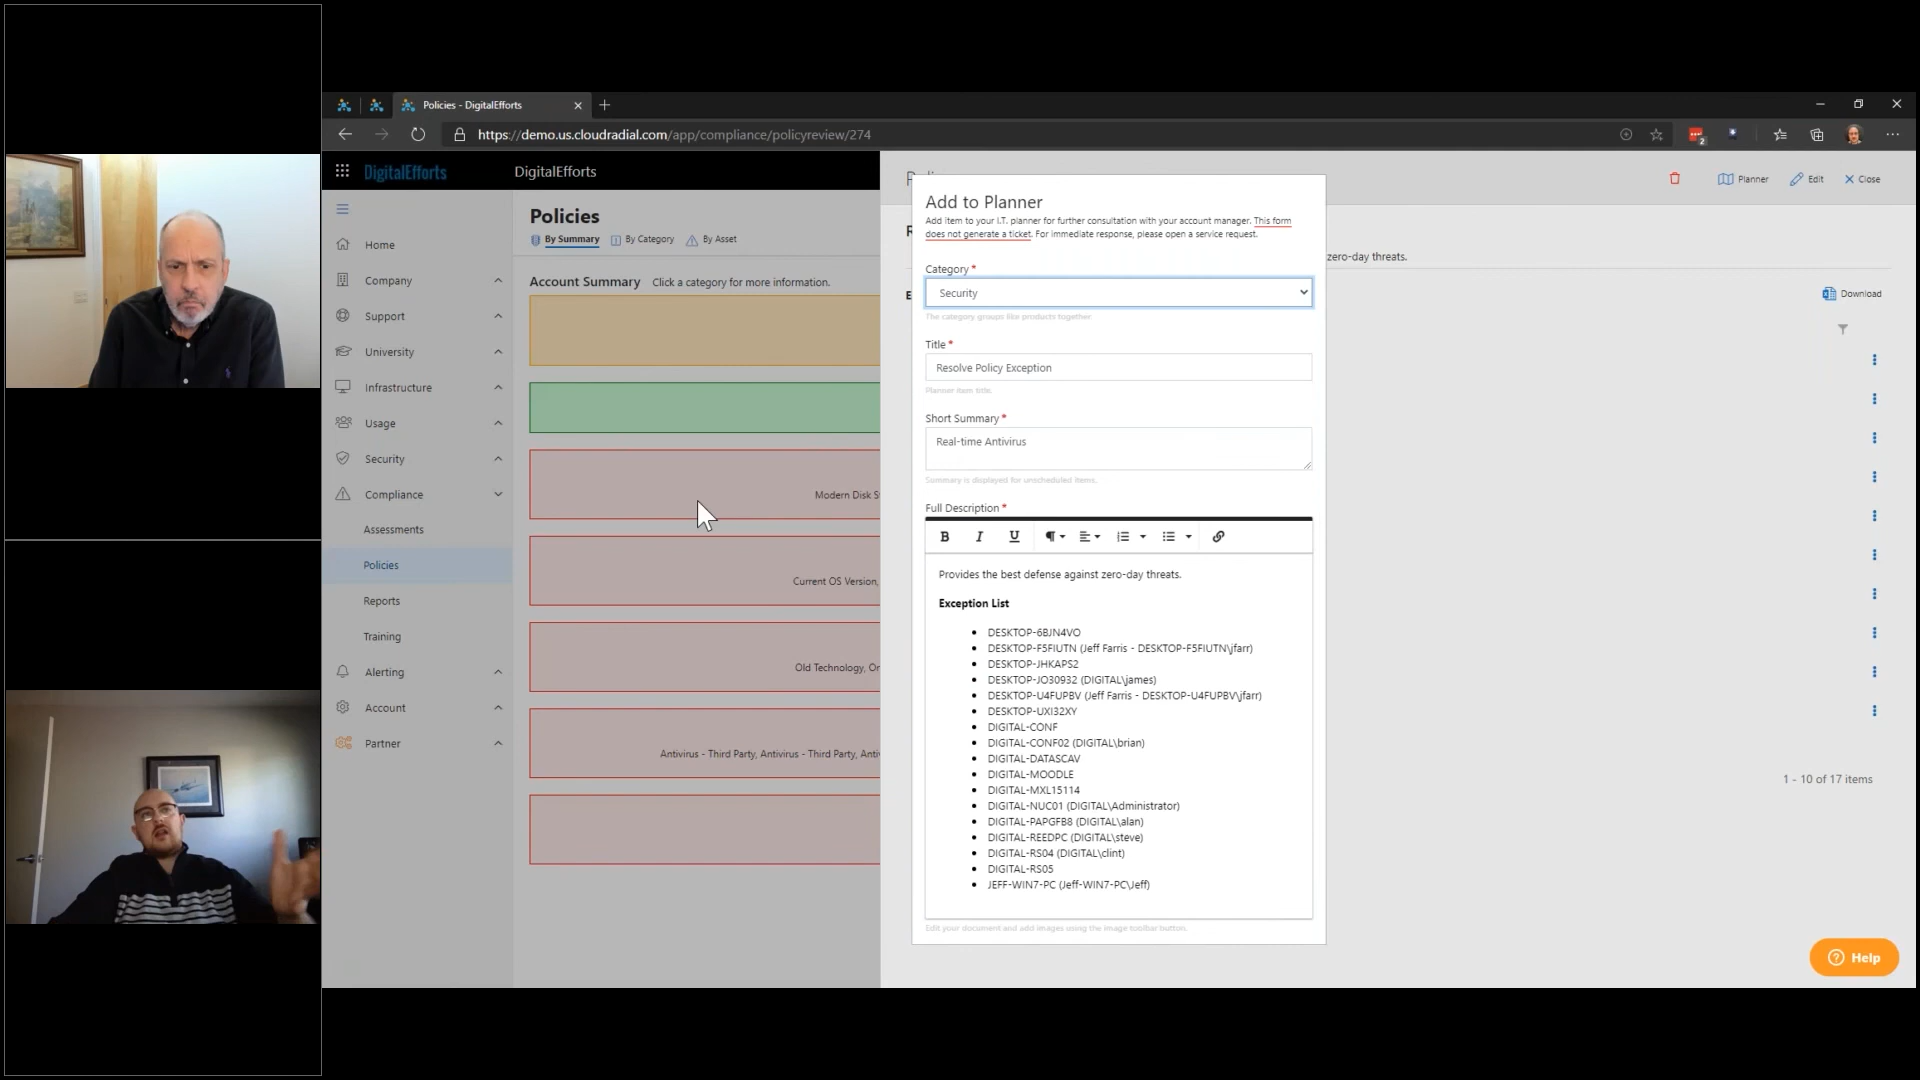 Policies - DigitalEfforts
https://demo.us.cloudradial.com/app/compliance/policyreview/274
2
DigitalEfforts
DigitalEfforts
Home
Company
Support
University
Infrastructure
Usage
Security
Compliance
Assessments
Policies
Reports
Training
Alerting
Account
Partner
Policies
By Summary
By Category
By Asset
Account Summary Click a category for more information.
Modern Disk S
Current OS Version,
Old Technology, Or
Antivirus - Third Party, Antivirus - Third Party, Anti
Planner
Edit
Close
zero-day threats.
Download
1 - 10 of 17 items
Help
Add to Planner
Add item to your I.T. planner for further consultation with your account manager. This form
does not generate a ticket. For immediate response, please open a service request.
Category *
Security
The category groups like products together.
Title *
Resolve Policy Exception
Planner item title.
Short Summary *
Real-time Antivirus
Summary is displayed for unscheduled items.
Full Description *
B I U
Provides the best defense against zero-day threats.
Exception List
DESKTOP-6BJN4VO
DESKTOP-F5FIUTN (Jeff Farris - DESKTOP-F5FIUTN\jfarr)
DESKTOP-JHKAPS2
DESKTOP-JO30932 (DIGITAL\james)
DESKTOP-U4FUPBV (Jeff Farris - DESKTOP-U4FUPBV\jfarr)
DESKTOP-UXI32XY
DIGITAL-CONF
DIGITAL-CONF02 (DIGITAL\brian)
DIGITAL-DATASCAV
DIGITAL-MOODLE
DIGITAL-MXL15114
DIGITAL-NUC01 (DIGITAL\Administrator)
DIGITAL-PAPGFB8 (DIGITAL\alan)
DIGITAL-REEDPC (DIGITAL\steve)
DIGITAL-RS04 (DIGITAL\clint)
DIGITAL-RS05
JEFF-WIN7-PC (Jeff-WIN7-PC\Jeff)
Edit your document and add images using the image toolbar button.